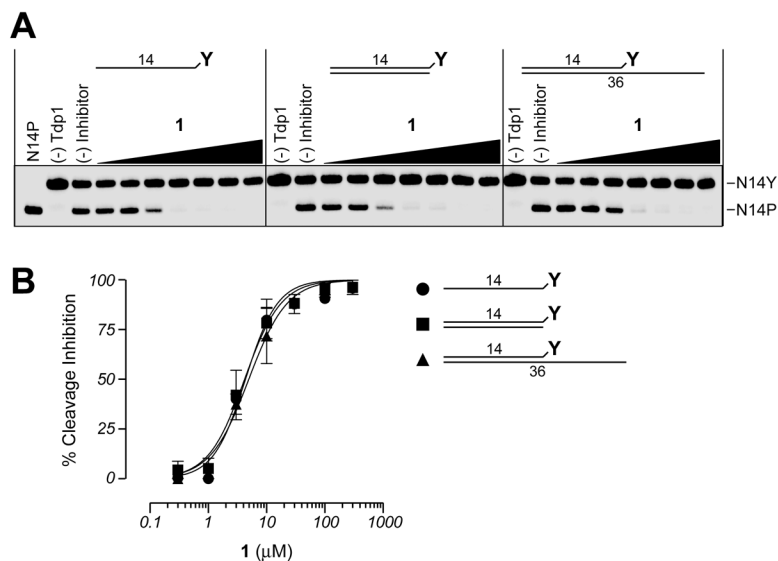 A
14 Y
14 Y
14 Y
36
N14P
(-) Tdp1
(-) Inhibitor
1
(-) Tdp1
(-) Inhibitor
1
(-) Tdp1
(-) Inhibitor
1
–N14Y
–N14P
B
% Cleavage Inhibition
100
75
50
25
0
0.1 1 10 100 1000
1 (μM)
14 Y
14 Y
14 Y
36